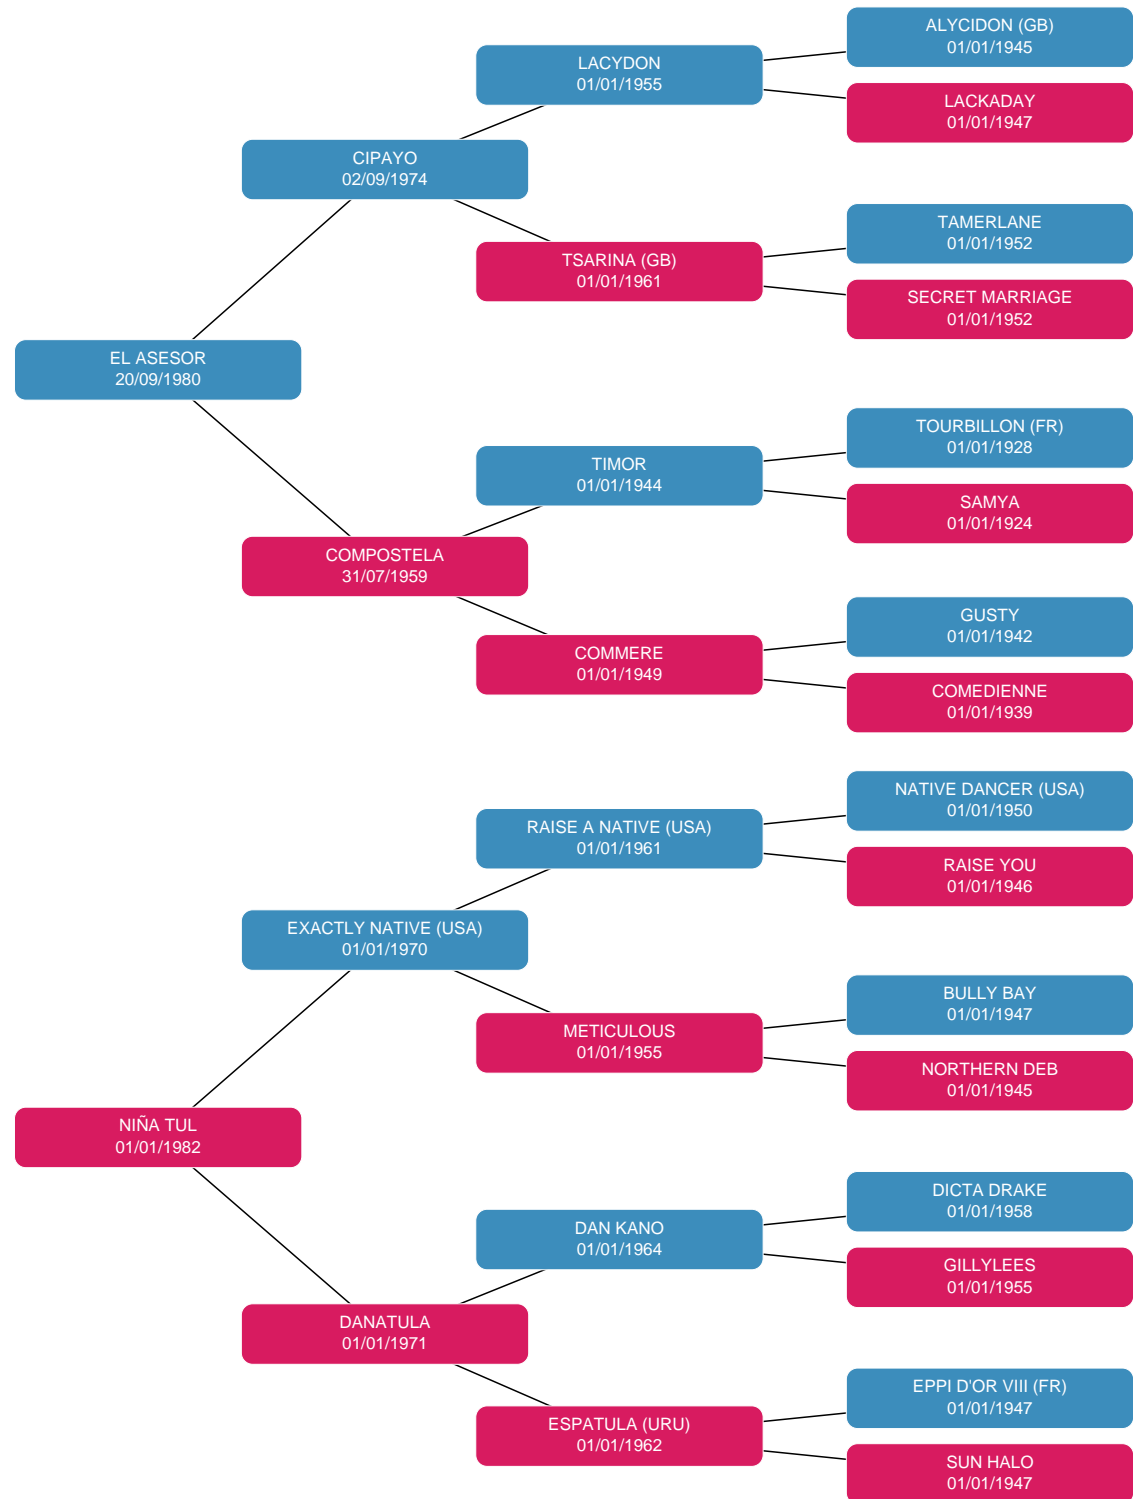 ALYCIDON (GB)
01/01/1945
LACYDON
01/01/1955
LACKADAY
01/01/1947
CIPAYO
02/09/1974
TAMERLANE
01/01/1952
TSARINA (GB)
01/01/1961
SECRET MARRIAGE
01/01/1952
EL ASESOR
20/09/1980
TOURBILLON (FR)
01/01/1928
TIMOR
01/01/1944
SAMYA
01/01/1924
COMPOSTELA
31/07/1959
GUSTY
01/01/1942
COMMERE
01/01/1949
COMEDIENNE
01/01/1939
NATIVE DANCER (USA)
01/01/1950
RAISE A NATIVE (USA)
01/01/1961
RAISE YOU
01/01/1946
EXACTLY NATIVE (USA)
01/01/1970
BULLY BAY
01/01/1947
METICULOUS
01/01/1955
NORTHERN DEB
01/01/1945
NIÑA TUL
01/01/1982
DICTA DRAKE
01/01/1958
DAN KANO
01/01/1964
GILLYLEES
01/01/1955
DANATULA
01/01/1971
EPPI D'OR VIII (FR)
01/01/1947
ESPATULA (URU)
01/01/1962
SUN HALO
01/01/1947